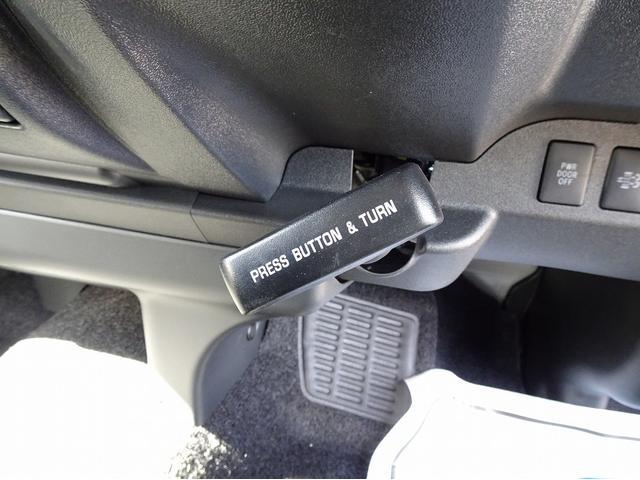 PRESS BUTTON & TURN
PWR
DOOR
OFF